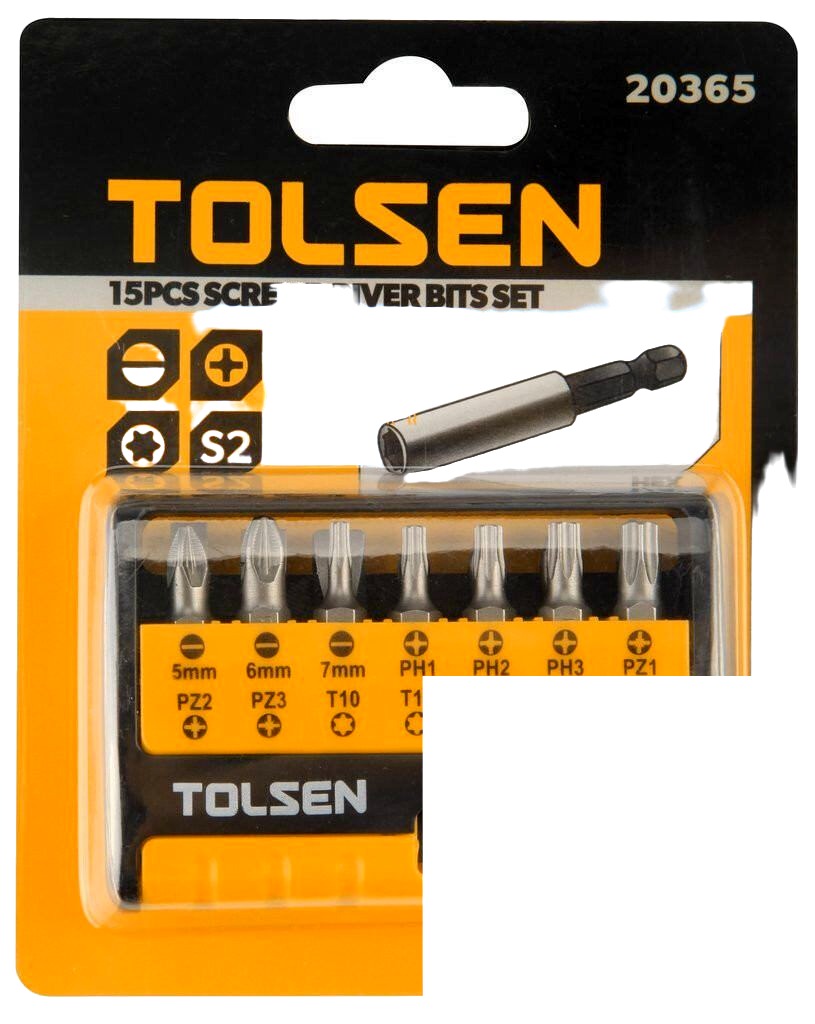 20365
TOLSEN
15PCS SCRE IVER BITS SET
S2
HEX
5mm 6mm 7mm PH1 PH2 PH3 PZ1
PZ2 PZ3 T10
TOLSEN